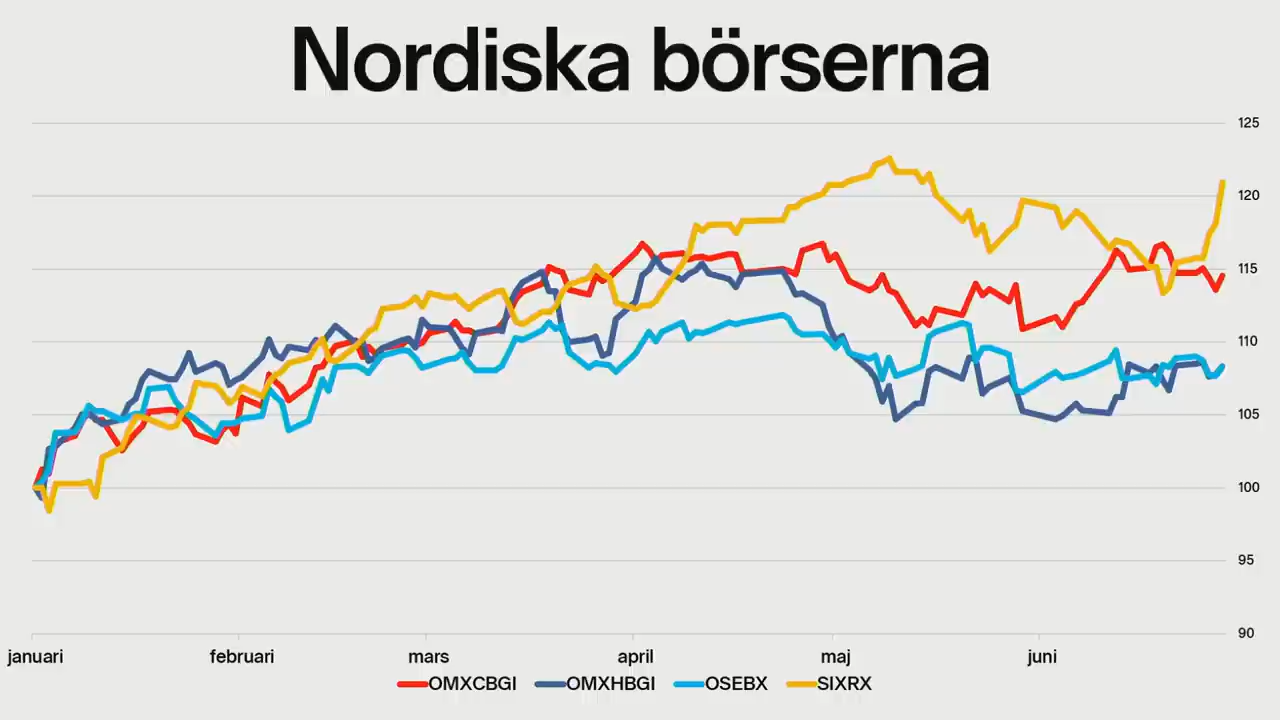 Nordiska börserna
125
120
115
110
105
100
95
90
januari februari mars april maj juni
OMXCBGI OMXHBGI OSEBX SIXRX